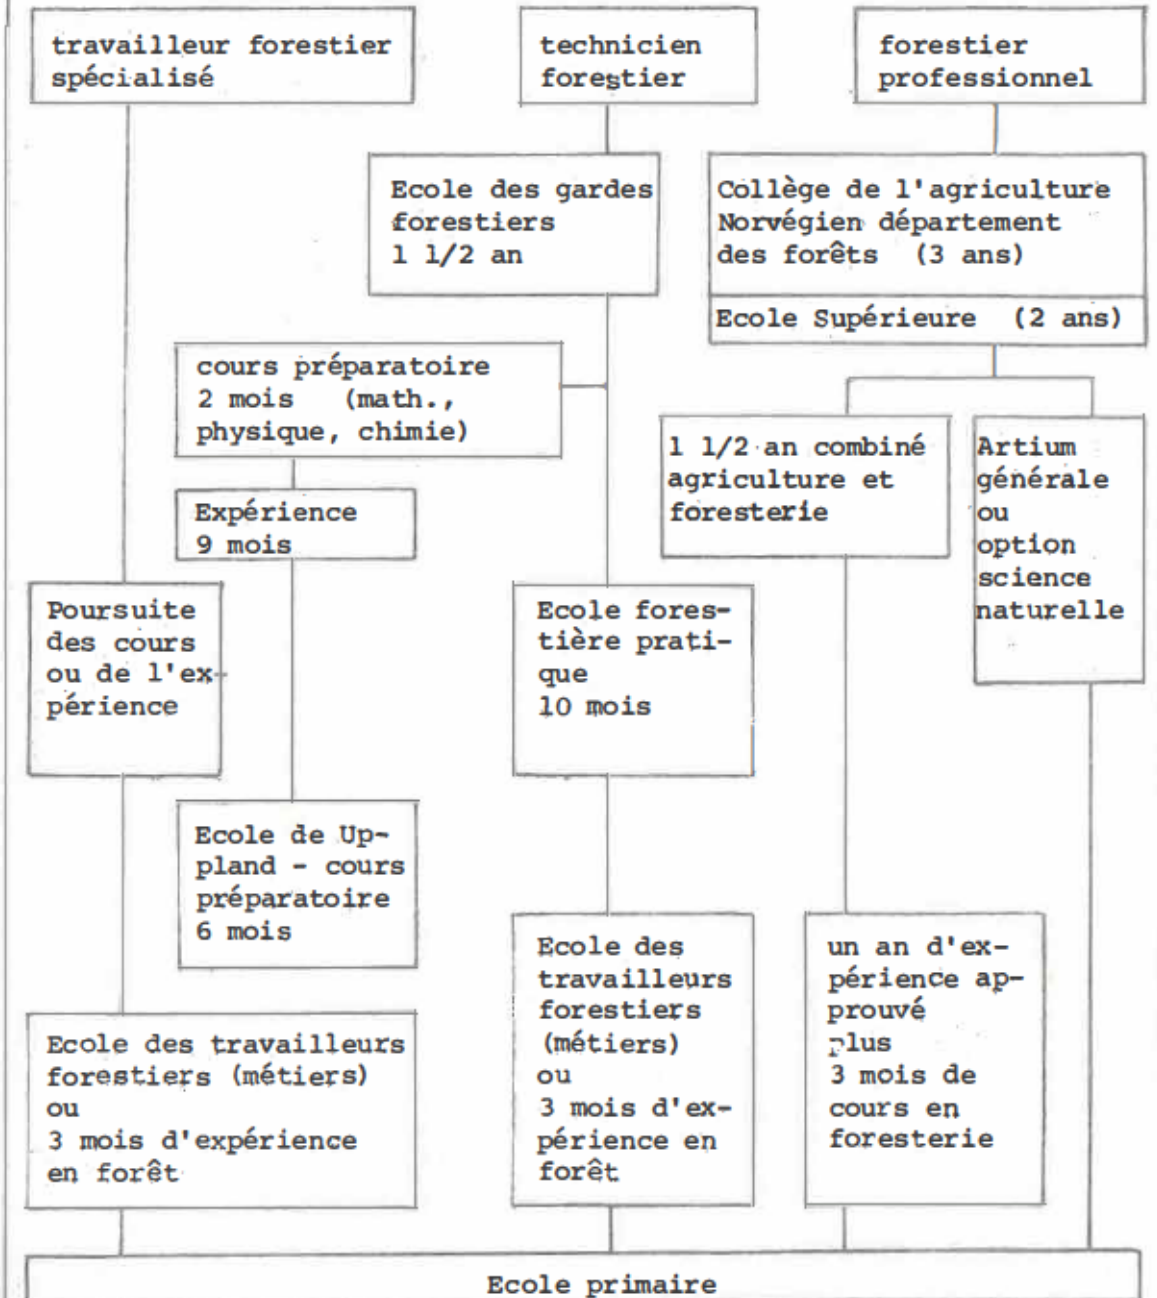 travailleur forestier
spécialisé
technicien
forestier
forestier
professionnel
Ecole des gardes
forestiers
1 1/2 an
Collège de l'agriculture
Norvégien département
des forêts (3 ans)
Ecole Supérieure (2 ans)
cours préparatoire
2 mois (math.,
physique, chimie)
1 1/2 an combiné
agriculture et
foresterie
Artium
générale
ou
option
science
naturelle
Expérience
9 mois
Poursuite
des cours
ou de l'ex-
périence
Ecole fores-
tière prati-
que
10 mois
Ecole de Up-
pland - cours
préparatoire
6 mois
Ecole des travailleurs
forestiers (métiers)
ou
3 mois d'expérience
en forêt
Ecole des
travailleurs
forestiers
(métiers)
ou
3 mois d'ex-
périence en
forêt
un an d'ex-
périence ap-
prouvé
plus
3 mois de
cours en
foresterie
Ecole primaire